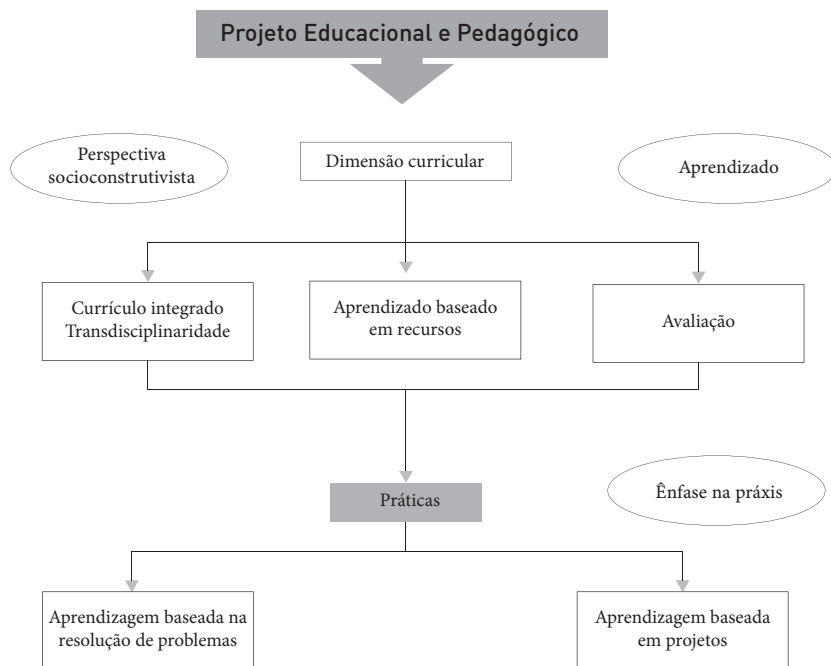 Projeto Educacional e Pedagógico
Perspectiva
socioconstrutivista
Dimensão curricular
Aprendizado
Currículo integrado
Transdisciplinaridade
Aprendizado baseado
em recursos
Avaliação
Ênfase na práxis
Práticas
Aprendizagem baseada na
resolução de problemas
Aprendizagem baseada
em projetos